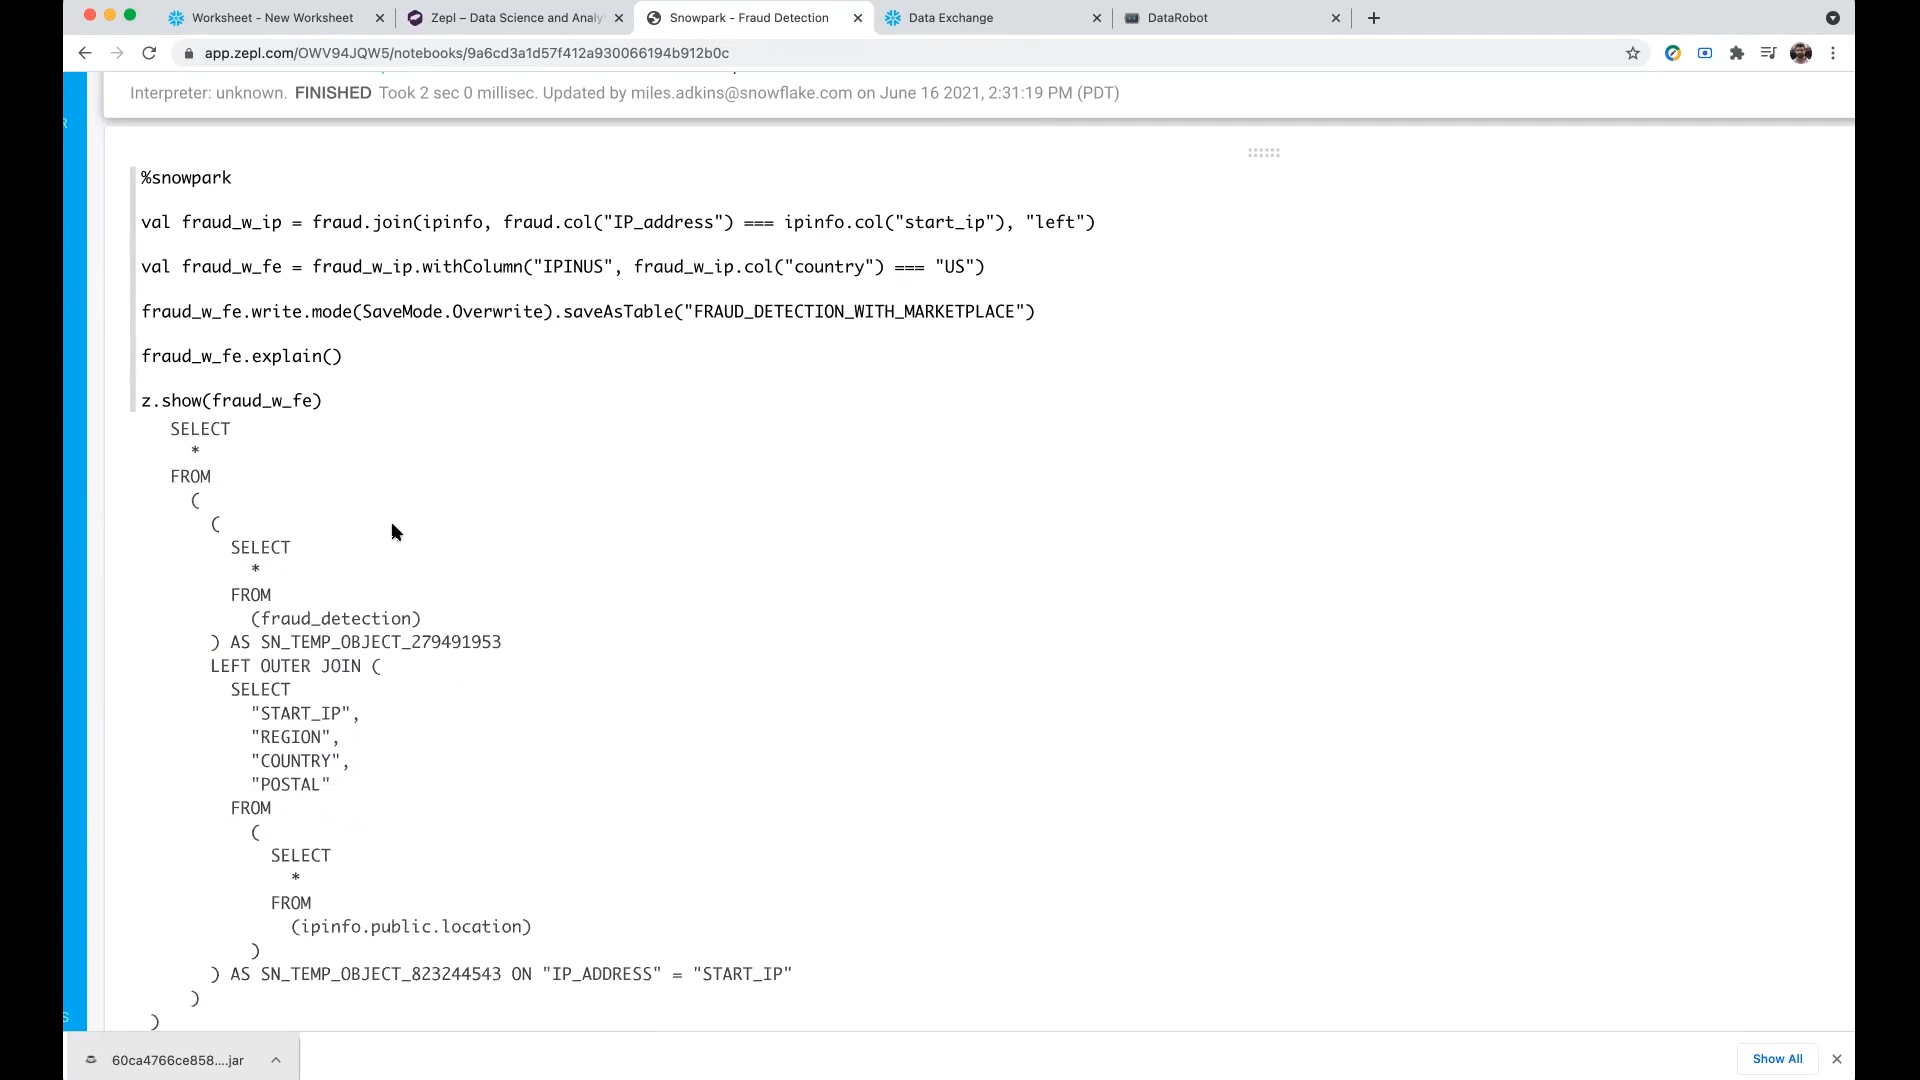 Worksheet - New Worksheet
Zepl – Data Science and Analy
Snowpark - Fraud Detection
Data Exchange
DataRobot
app.zepl.com/OWV94JQW5/notebooks/9a6cd3a1d57f412a930066194b912b0c
Interpreter: unknown. FINISHED Took 2 sec 0 millisec. Updated by miles.adkins@snowflake.com on June 16 2021, 2:31:19 PM (PDT)
R
%snowpark
val fraud_w_ip = fraud.join(ipinfo, fraud.col("IP_address") === ipinfo.col("start_ip"), "left")
val fraud_w_fe = fraud_w_ip.withColumn("IPINUS", fraud_w_ip.col("country") === "US")
fraud_w_fe.write.mode(SaveMode.Overwrite).saveAsTable("FRAUD_DETECTION_WITH_MARKETPLACE")
fraud_w_fe.explain()
z.show(fraud_w_fe)
SELECT
*
FROM
(
(
SELECT
*
FROM
(fraud_detection)
) AS SN_TEMP_OBJECT_279491953
LEFT OUTER JOIN (
SELECT
"START_IP",
"REGION",
"COUNTRY",
"POSTAL"
FROM
(
SELECT
*
FROM
(ipinfo.public.location)
)
) AS SN_TEMP_OBJECT_823244543 ON "IP_ADDRESS" = "START_IP"
)
)
S
60ca4766ce858....jar
Show All